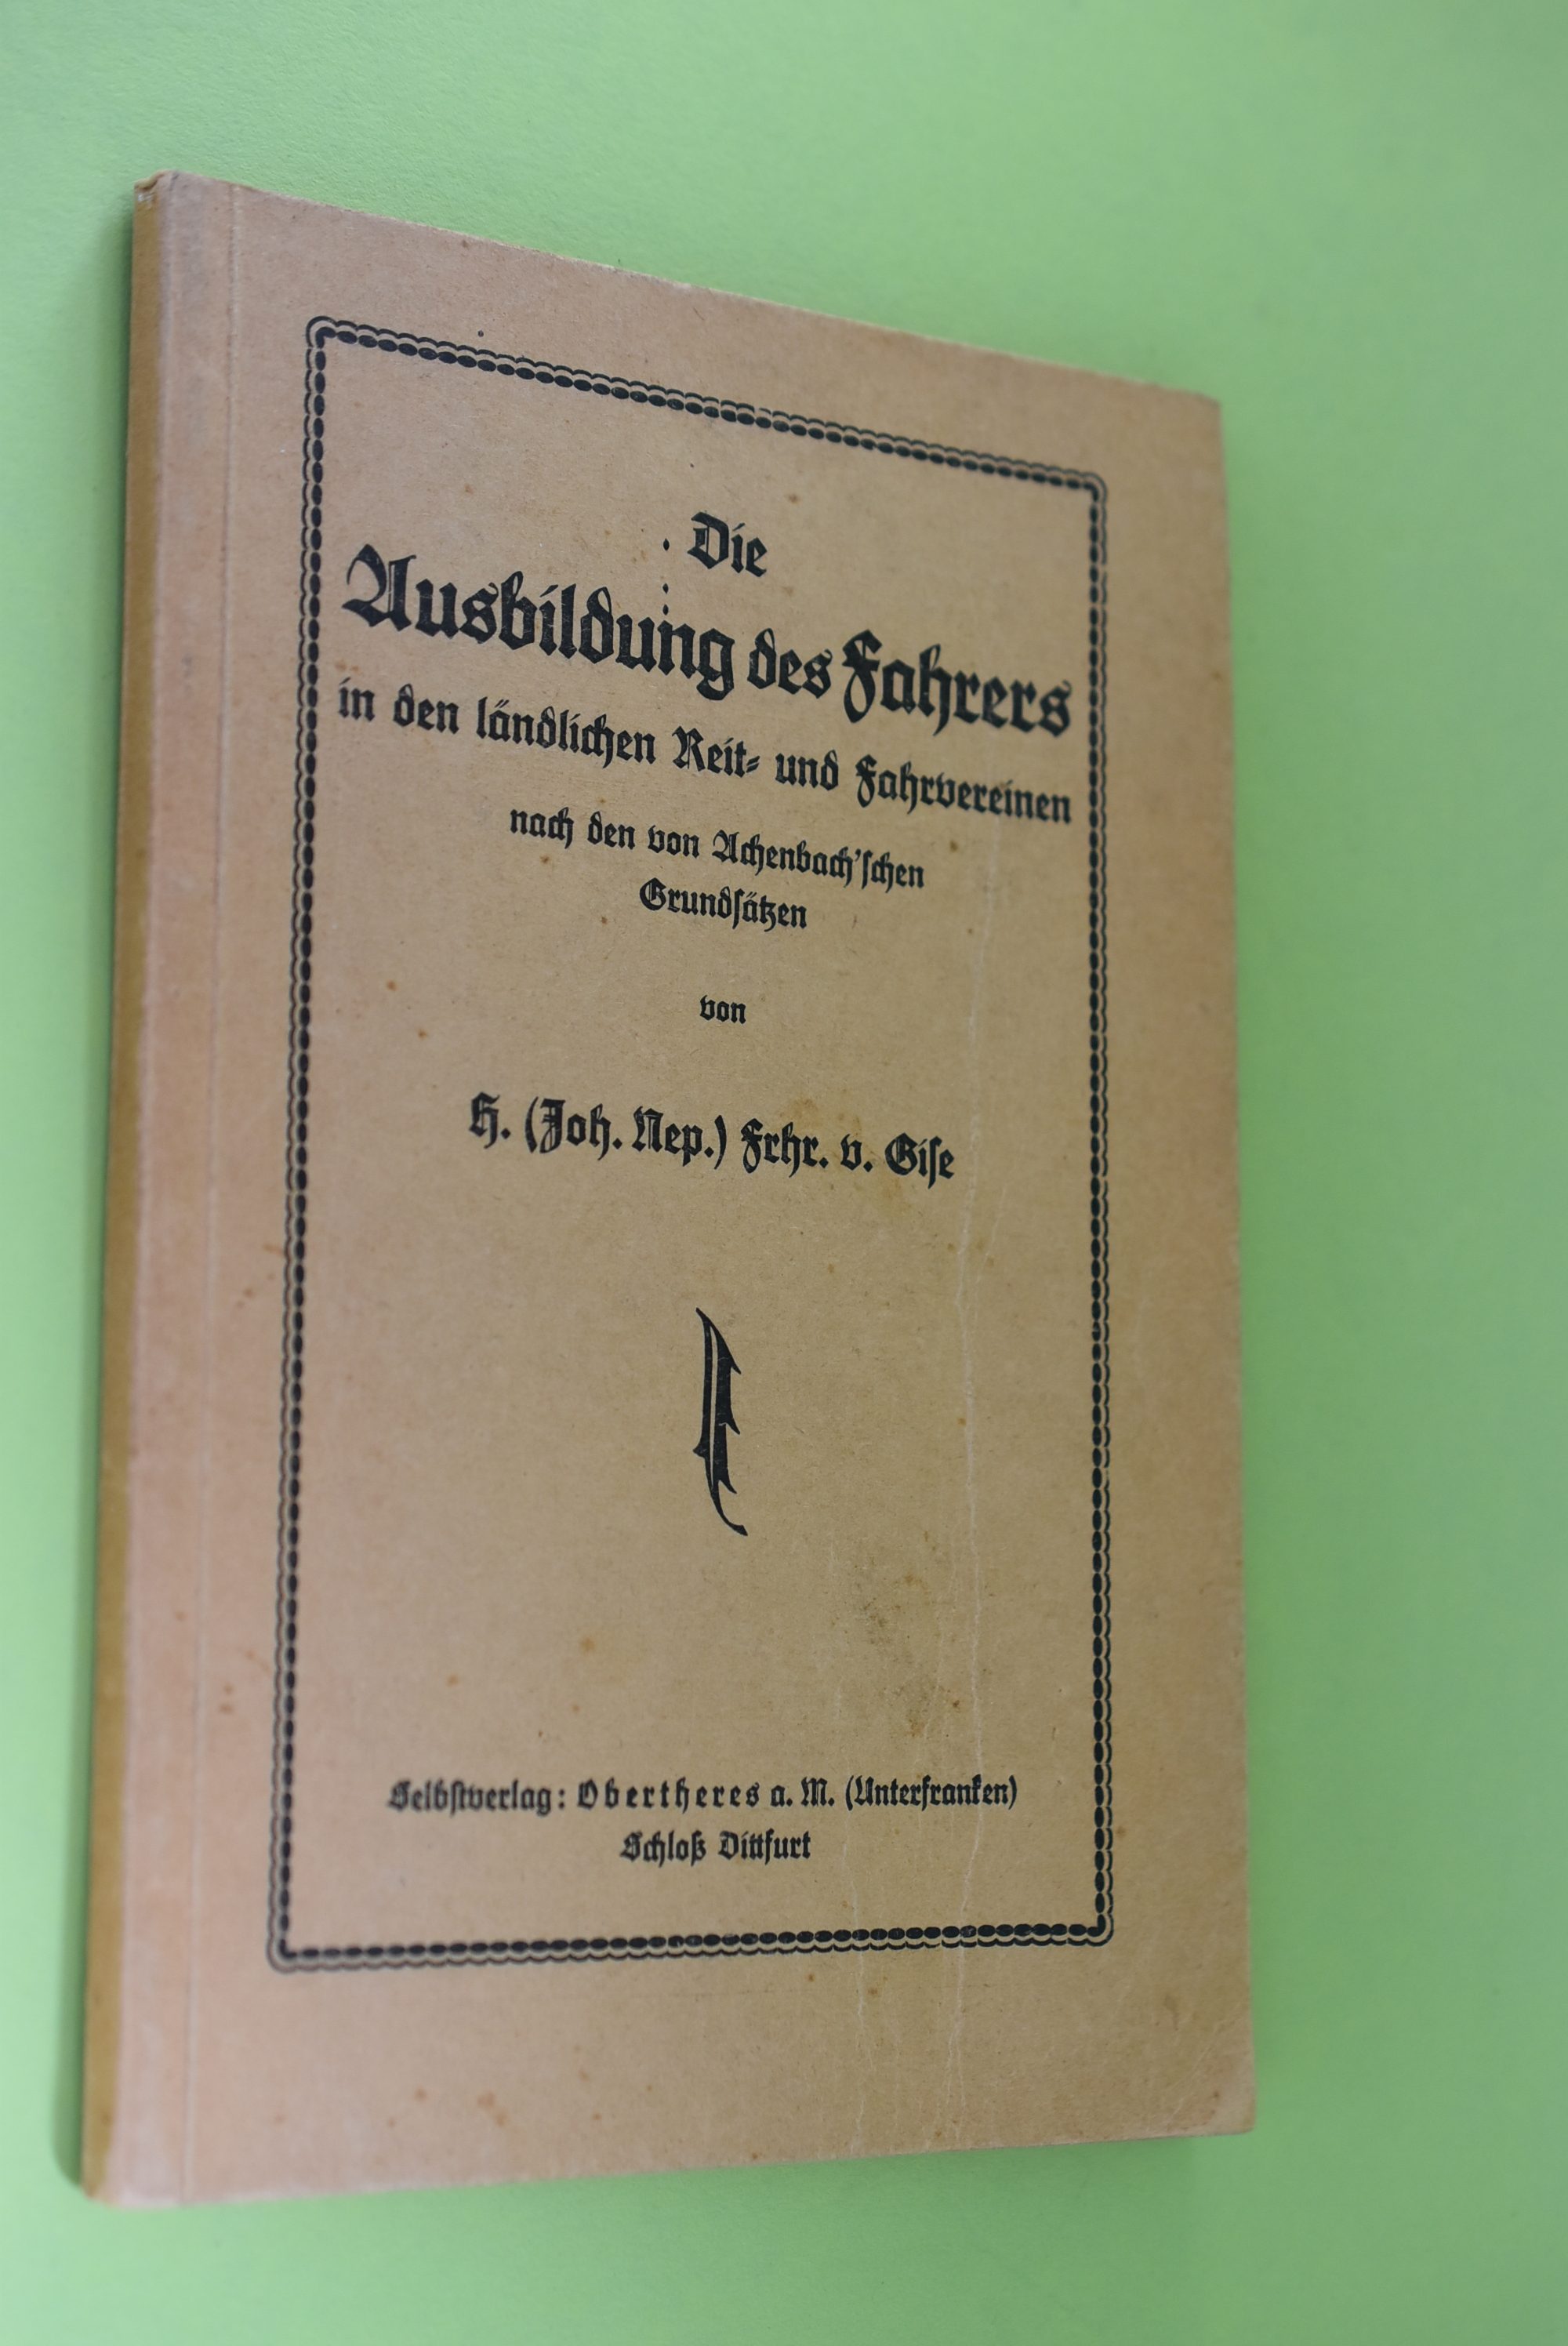 Die
Ausbildung des Fahrers
in den ländlichen Reit- und Fahrvereinen
nach den von Achenbach'schen
Grundsätzen
von
H. (Joh. Nep.) Frhr. v. Gise
Selbstverlag: Obertheres a. M. (Unterfranken)
Schloß Dittfurt